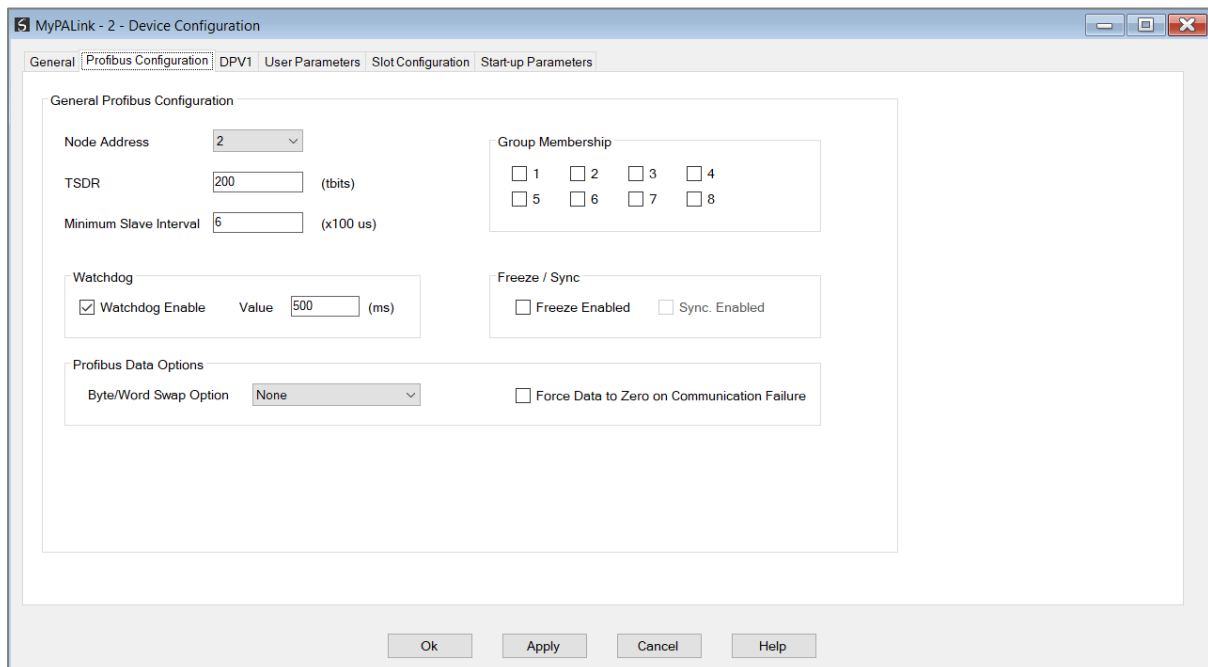 MyPALink - 2 - Device Configuration
General Profibus Configuration DPV1 User Parameters Slot Configuration Start-up Parameters
General Profibus Configuration
Node Address 2
TSDR 200 (tbits)
Minimum Slave Interval 6 (x100 us)
Group Membership
1 2 3 4
5 6 7 8
Watchdog
Watchdog Enable Value 500 (ms)
Freeze / Sync
Freeze Enabled Sync. Enabled
Profibus Data Options
Byte/Word Swap Option None Force Data to Zero on Communication Failure
Ok Apply Cancel Help